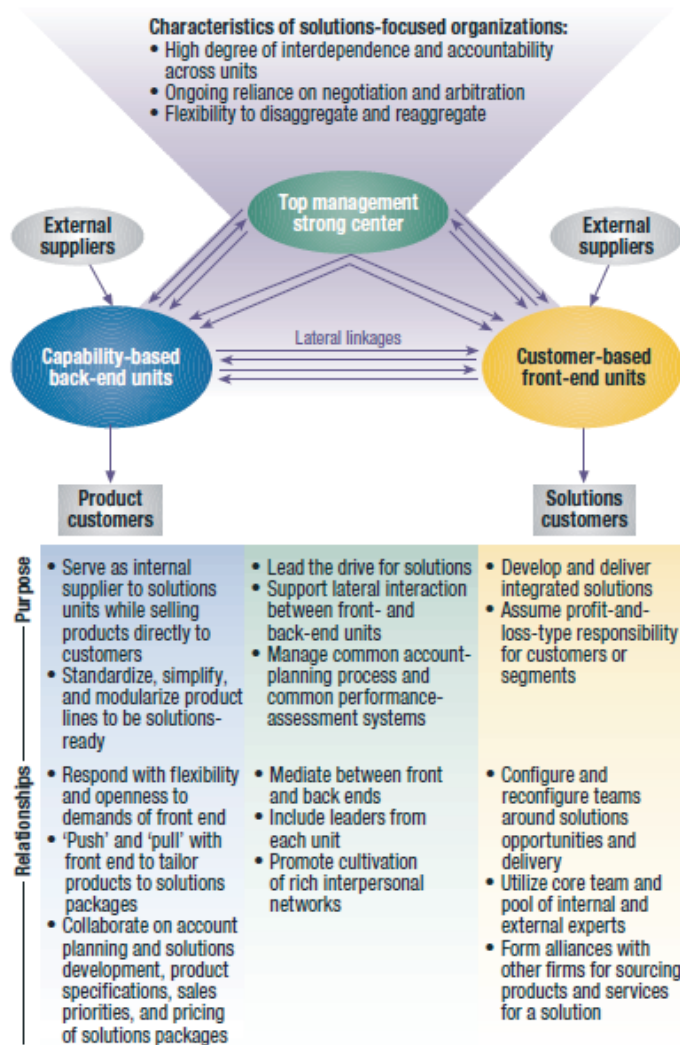 Characteristics of solutions-focused organizations:
• High degree of interdependence and accountability
across units
• Ongoing reliance on negotiation and arbitration
• Flexibility to disaggregate and reaggregate
Top management
strong center
External
suppliers
External
suppliers
Capability-based
back-end units
Lateral linkages
Customer-based
front-end units
Product
customers
Solutions
customers
Purpose
• Serve as internal
supplier to solutions
units while selling
products directly to
customers
• Standardize, simplify,
and modularize product
lines to be solutions-
ready
• Lead the drive for solutions
• Support lateral interaction
between front- and
back-end units
• Manage common account-
planning process and
common performance-
assessment systems
• Develop and deliver
integrated solutions
• Assume profit-and-
loss-type responsibility
for customers or
segments
Relationships
• Respond with flexibility
and openness to
demands of front end
• ‘Push’ and ‘pull’ with
front end to tailor
products to solutions
packages
• Collaborate on account
planning and solutions
development, product
specifications, sales
priorities, and pricing
of solutions packages
• Mediate between front
and back ends
• Include leaders from
each unit
• Promote cultivation
of rich interpersonal
networks
• Configure and
reconfigure teams
around solutions
opportunities and
delivery
• Utilize core team and
pool of internal and
external experts
• Form alliances with
other firms for sourcing
products and services
for a solution